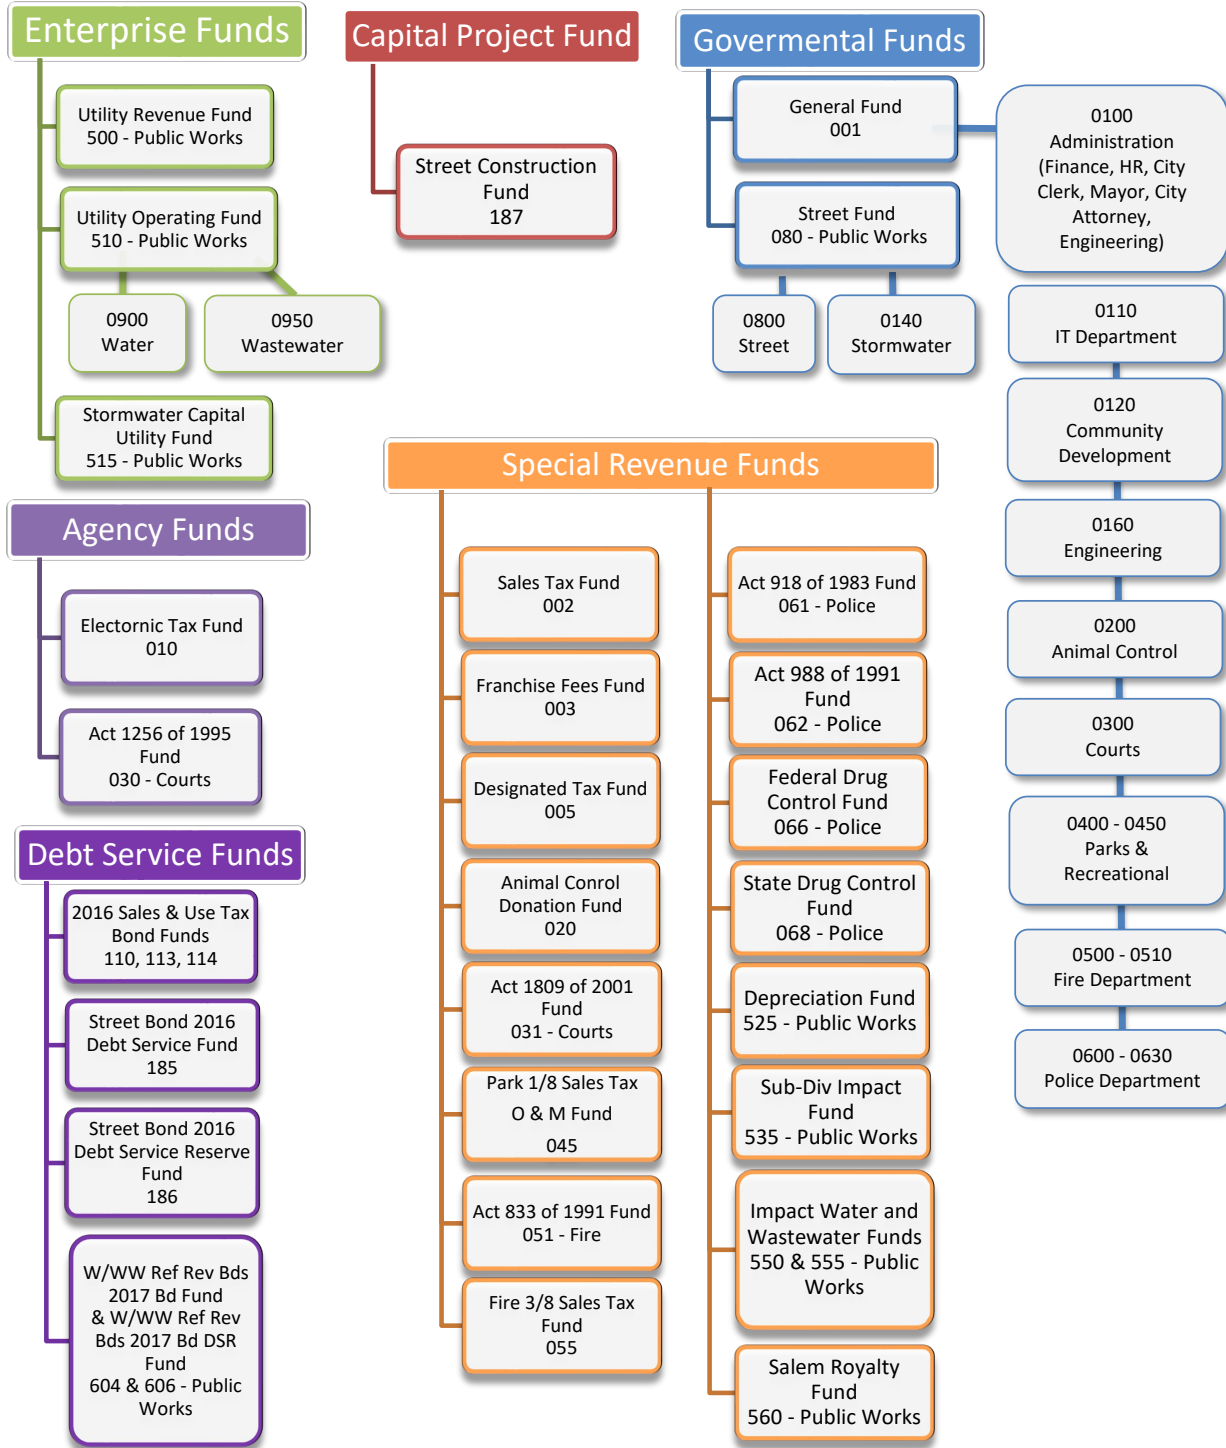 Enterprise Funds
Utility Revenue Fund
500 - Public Works
Utility Operating Fund
510 - Public Works
0900
Water
0950
Wastewater
Stormwater Capital
Utility Fund
515 - Public Works
Capital Project Fund
Street Construction
Fund
187
Govermental Funds
General Fund
001
Street Fund
080 - Public Works
0800
Street
0140
Stormwater
0100
Administration
(Finance, HR, City
Clerk, Mayor, City
Attorney,
Engineering)
0110
IT Department
0120
Community
Development
0160
Engineering
0200
Animal Control
0300
Courts
0400 - 0450
Parks &
Recreational
0500 - 0510
Fire Department
0600 - 0630
Police Department
Agency Funds
Electornic Tax Fund
010
Act 1256 of 1995
Fund
030 - Courts
Debt Service Funds
2016 Sales & Use Tax
Bond Funds
110, 113, 114
Street Bond 2016
Debt Service Fund
185
Street Bond 2016
Debt Service Reserve
Fund
186
W/WW Ref Rev Bds
2017 Bd Fund
& W/WW Ref Rev
Bds 2017 Bd DSR
Fund
604 & 606 - Public
Works
Special Revenue Funds
Sales Tax Fund
002
Franchise Fees Fund
003
Designated Tax Fund
005
Animal Conrol
Donation Fund
020
Act 1809 of 2001
Fund
031 - Courts
Park 1/8 Sales Tax
O & M Fund
045
Act 833 of 1991 Fund
051 - Fire
Fire 3/8 Sales Tax
Fund
055
Act 918 of 1983 Fund
061 - Police
Act 988 of 1991
Fund
062 - Police
Federal Drug
Control Fund
066 - Police
State Drug Control
Fund
068 - Police
Depreciation Fund
525 - Public Works
Sub-Div Impact
Fund
535 - Public Works
Impact Water and
Wastewater Funds
550 & 555 - Public
Works
Salem Royalty
Fund
560 - Public Works